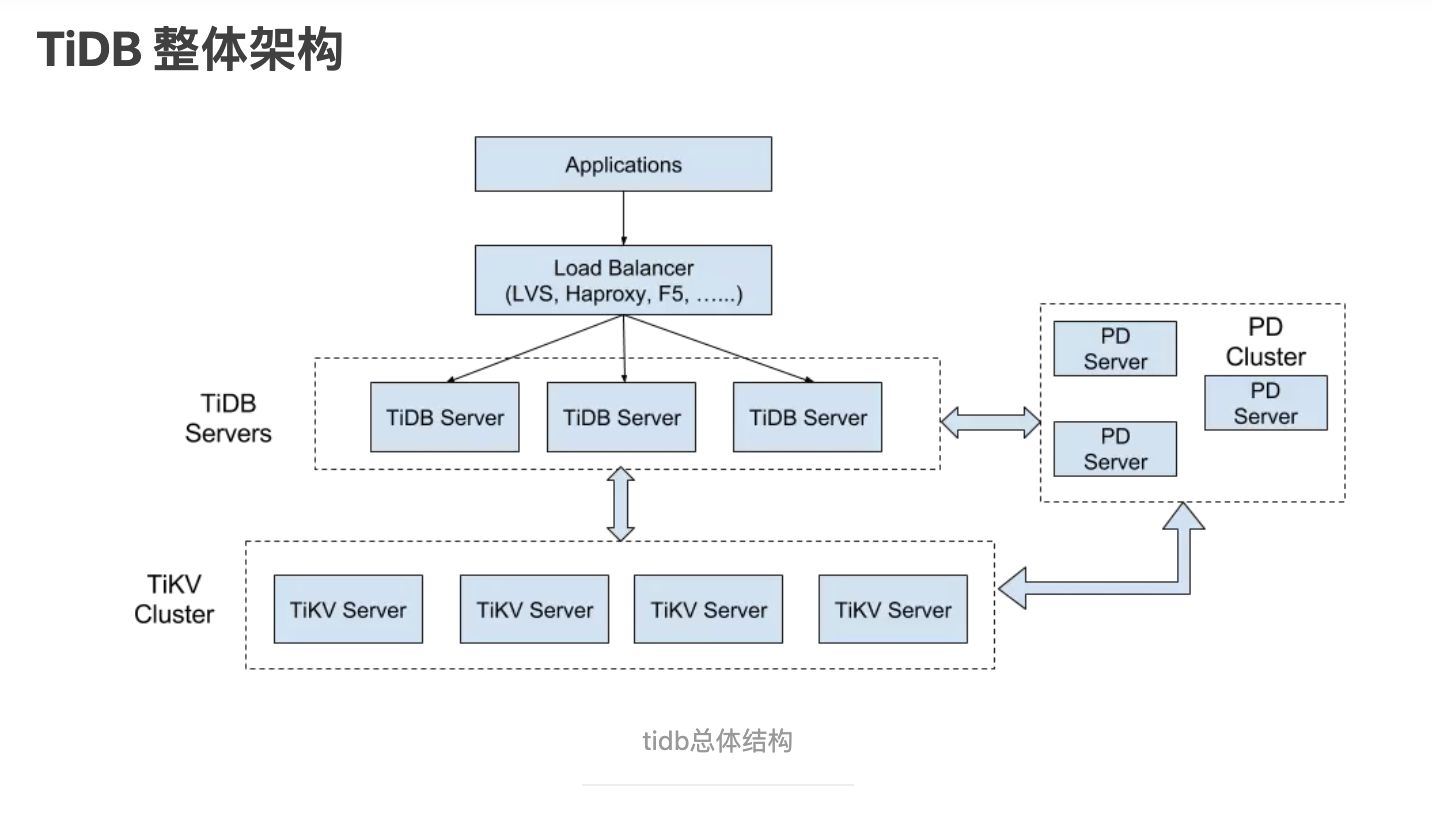 TiDB 整体架构
Applications
Load Balancer
(LVS, Haproxy, F5, ......)
TiDB
Servers
TiDB Server
TiDB Server
TiDB Server
PD
Server
PD
Cluster
PD
Server
PD
Server
TiKV
Cluster
TiKV Server
TiKV Server
TiKV Server
TiKV Server
tidb总体结构